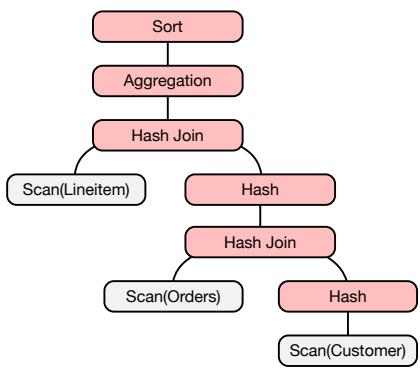 Sort
Aggregation
Hash Join
Scan(Lineitem)
Hash
Hash Join
Scan(Orders)
Hash
Scan(Customer)